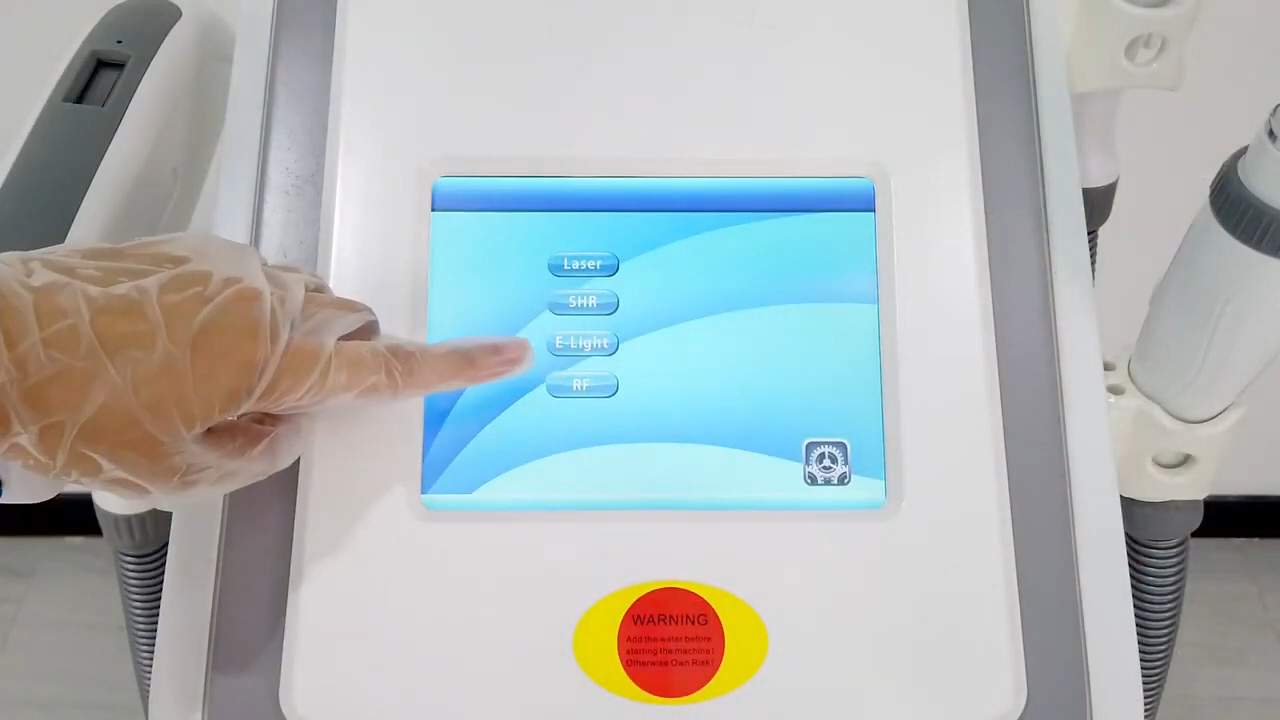 Laser
SHR
E-Light
RF
WARNING
Add the water before
starting the machine!
Otherwise Own Risk!